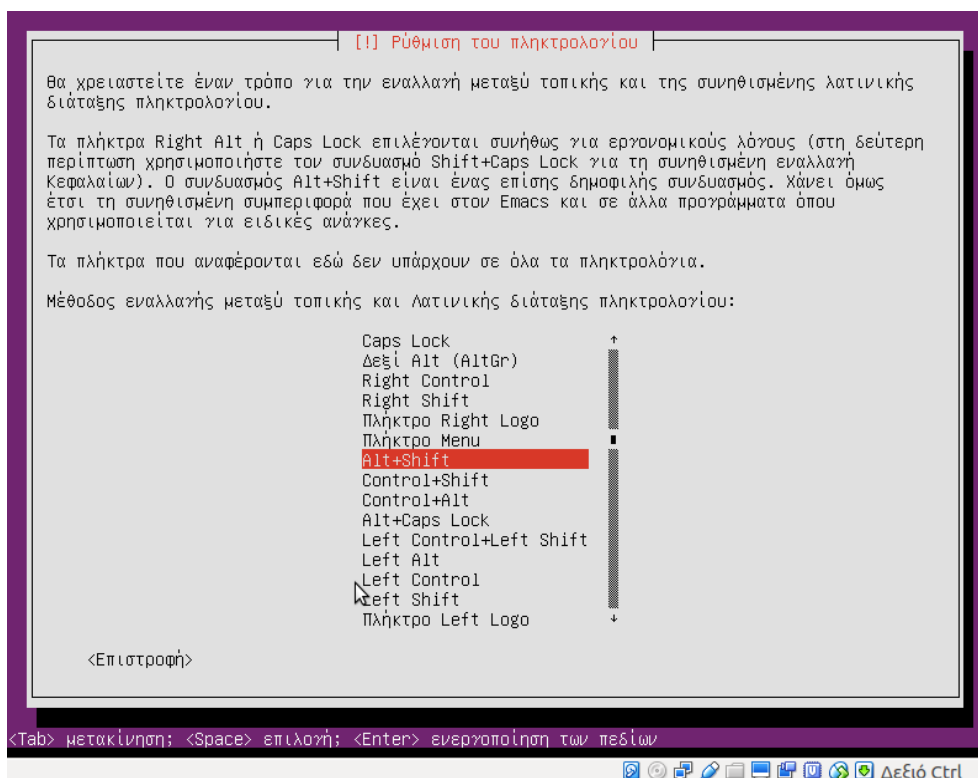 [!] Ρύθμιση του πληκτρολογίου
Θα χρειαστείτε έναν τρόπο για την εναλλαγή μεταξύ τοπικής και της συνηθισμένης λατινικής
διάταξης πληκτρολογίου.
Τα πλήκτρα Right Alt ή Caps Lock επιλέγονται συνήθως για εργονομικούς λόγους (στη δεύτερη
περίπτωση χρησιμοποιήστε τον συνδυασμό Shift+Caps Lock για τη συνηθισμένη εναλλαγή
Κεφαλαίων). Ο συνδυασμός Alt+Shift είναι ένας επίσης δημοφιλής συνδυασμός. Χάνει όμως
έτσι τη συνηθισμένη συμπεριφορά που έχει στον Emacs και σε άλλα προγράμματα όπου
χρησιμοποιείται για ειδικές ανάγκες.
Τα πλήκτρα που αναφέρονται εδώ δεν υπάρχουν σε όλα τα πληκτρολόγια.
Μέθοδος εναλλαγής μεταξύ τοπικής και Λατινικής διάταξης πληκτρολογίου:
Caps Lock
Δεξί Alt (AltGr)
Right Control
Right Shift
Πλήκτρο Right Logo
Πλήκτρο Menu
Alt+Shift
Control+Shift
Control+Alt
Alt+Caps Lock
Left Control+Left Shift
Left Alt
Left Control
Left Shift
Πλήκτρο Left Logo
<Επιστροφή>
<Tab> μετακίνηση; <Space> επιλογή; <Enter> ενεργοποίηση των πεδίων
Δεξιό Ctrl